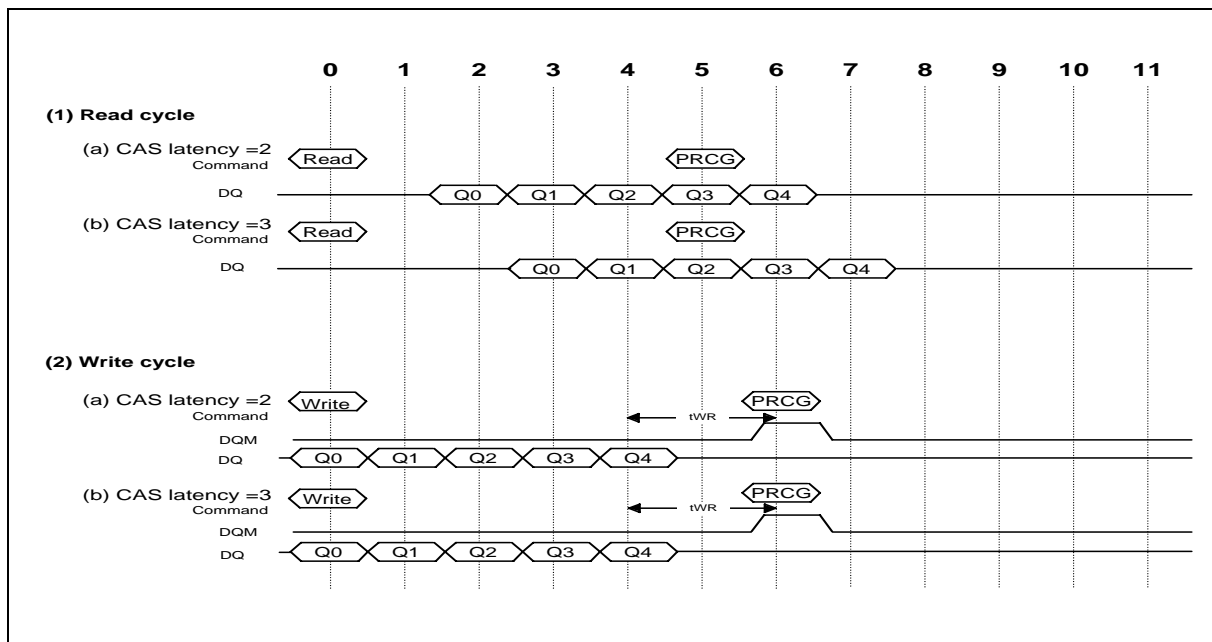 0 1 2 3 4 5 6 7 8 9 10 11
(1) Read cycle
(a) CAS latency =2
Command
Read PRCG
DQ Q0 Q1 Q2 Q3 Q4
(b) CAS latency =3
Command
Read PRCG
DQ Q0 Q1 Q2 Q3 Q4
(2) Write cycle
(a) CAS latency =2
Command
Write tWR PRCG
DQM
DQ Q0 Q1 Q2 Q3 Q4
(b) CAS latency =3
Command
Write tWR PRCG
DQM
DQ Q0 Q1 Q2 Q3 Q4